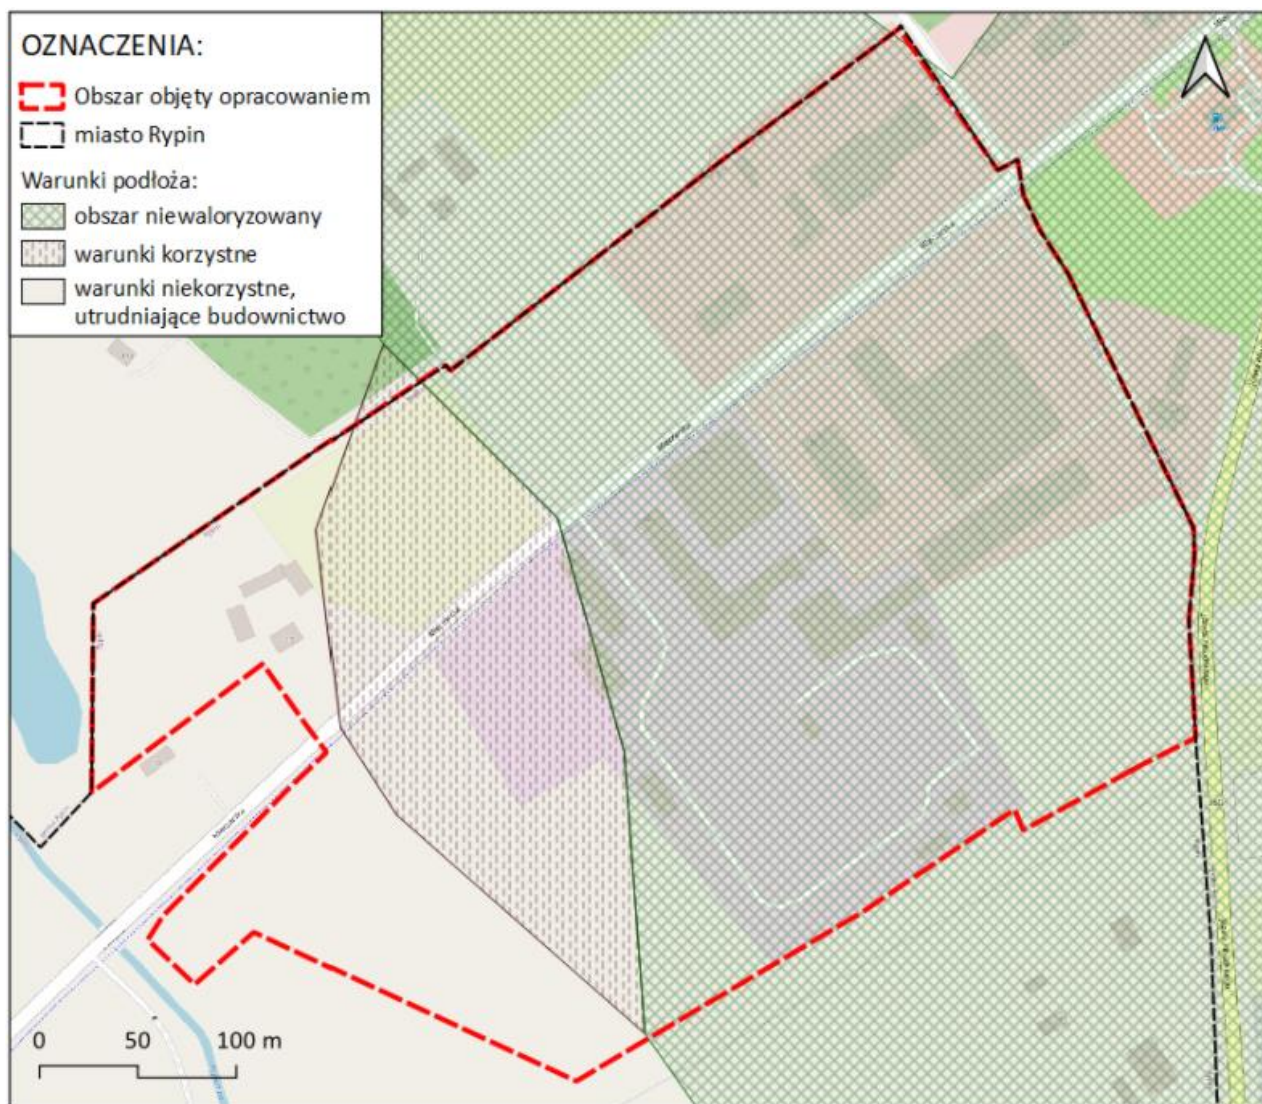 OZNACZENIA:
Obszar objęty opracowaniem
miasto Rypin
Warunki podłoża:
obszar niewaloryzowany
warunki korzystne
warunki niekorzystne,
utrudniające budownictwo
0 50 100 m